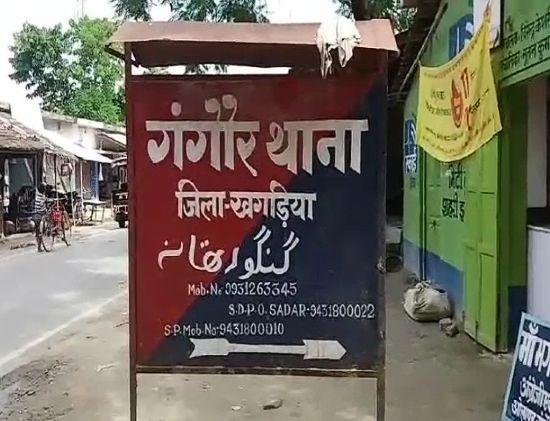 गंगौर थाना
जिला-खगड़िया
گنگور تھانہ
Mob. No 9931263345
S.D.P.O. SADAR-9431800022
S.P. Mob. No-9431800010